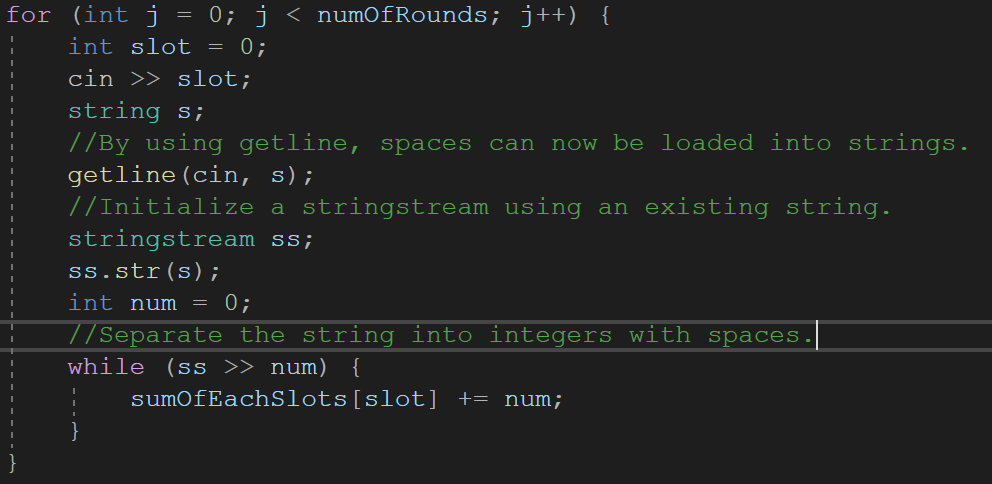 for (int j = 0; j < numOfRounds; j++) {
    int slot = 0;
    cin >> slot;
    string s;
    //By using getline, spaces can now be loaded into strings.
    getline(cin, s);
    //Initialize a stringstream using an existing string.
    stringstream ss;
    ss.str(s);
    int num = 0;
    //Separate the string into integers with spaces.
    while (ss >> num) {
        sumOfEachSlots[slot] += num;
    }
}